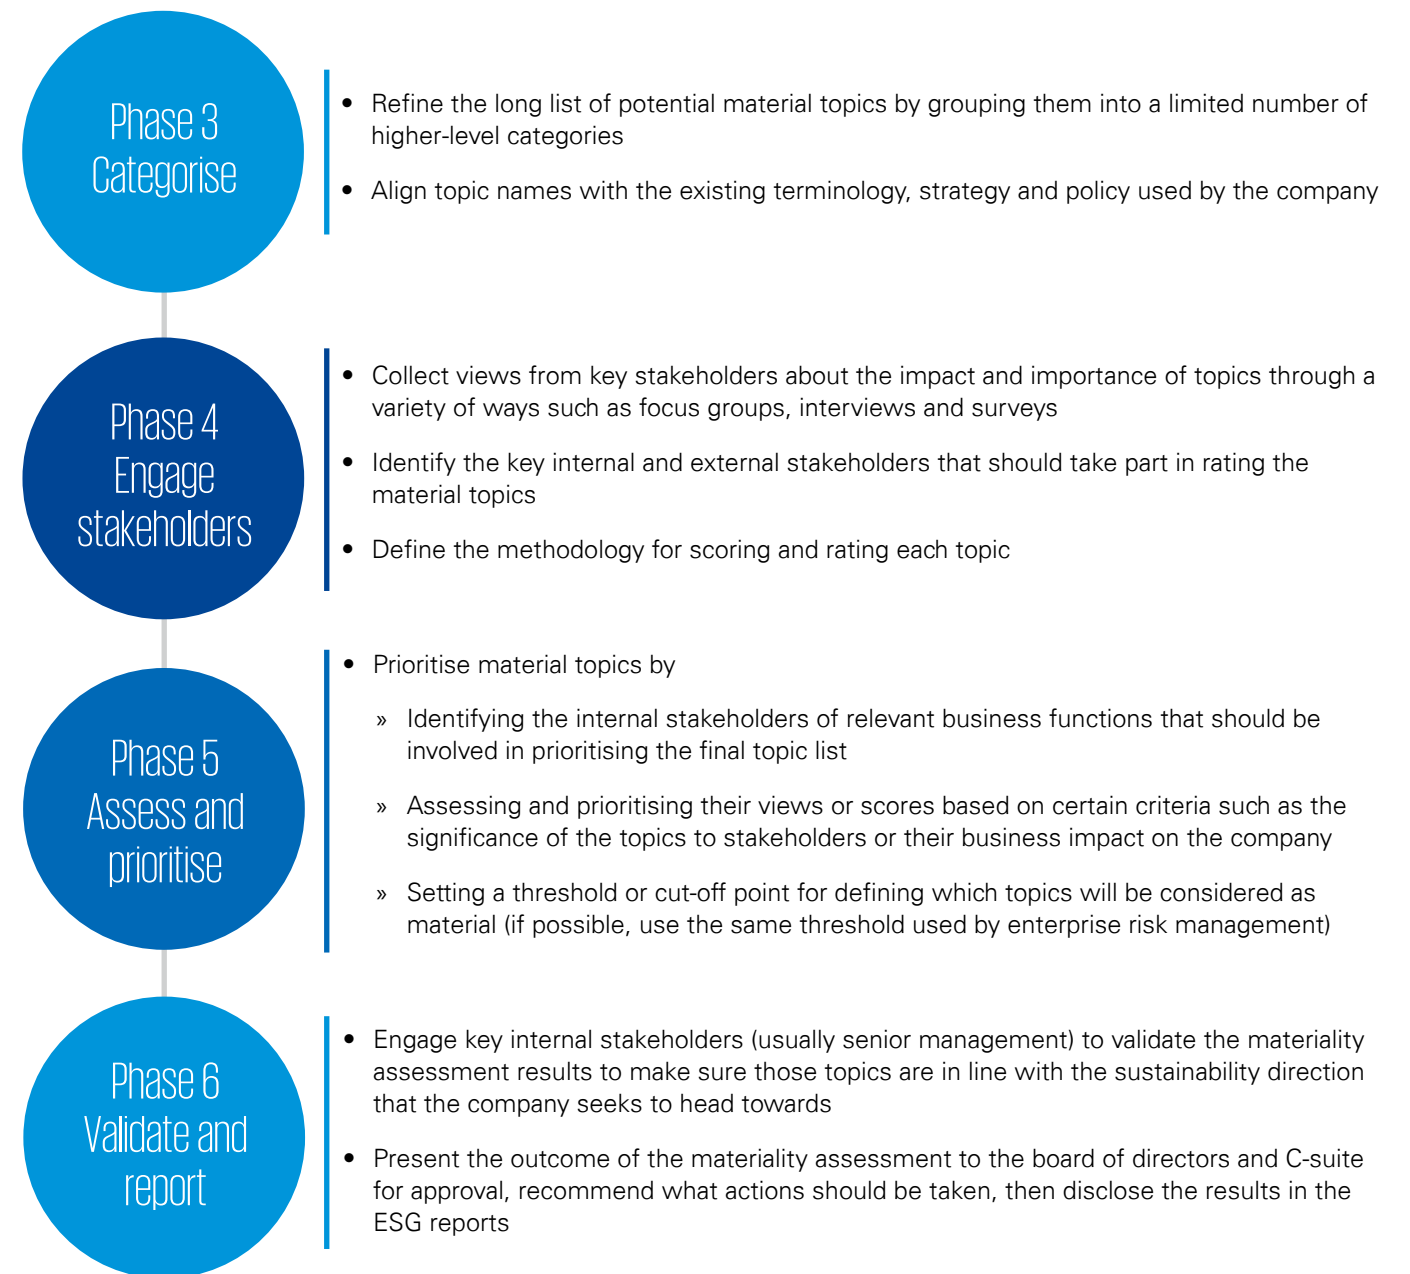 Phase 3
Categorise
• Refine the long list of potential material topics by grouping them into a limited number of
higher-level categories
• Align topic names with the existing terminology, strategy and policy used by the company
Phase 4
Engage
stakeholders
• Collect views from key stakeholders about the impact and importance of topics through a
variety of ways such as focus groups, interviews and surveys
• Identify the key internal and external stakeholders that should take part in rating the
material topics
• Define the methodology for scoring and rating each topic
Phase 5
Assess and
prioritise
• Prioritise material topics by
» Identifying the internal stakeholders of relevant business functions that should be
involved in prioritising the final topic list
» Assessing and prioritising their views or scores based on certain criteria such as the
significance of the topics to stakeholders or their business impact on the company
» Setting a threshold or cut-off point for defining which topics will be considered as
material (if possible, use the same threshold used by enterprise risk management)
Phase 6
Validate and
report
• Engage key internal stakeholders (usually senior management) to validate the materiality
assessment results to make sure those topics are in line with the sustainability direction
that the company seeks to head towards
• Present the outcome of the materiality assessment to the board of directors and C-suite
for approval, recommend what actions should be taken, then disclose the results in the
ESG reports